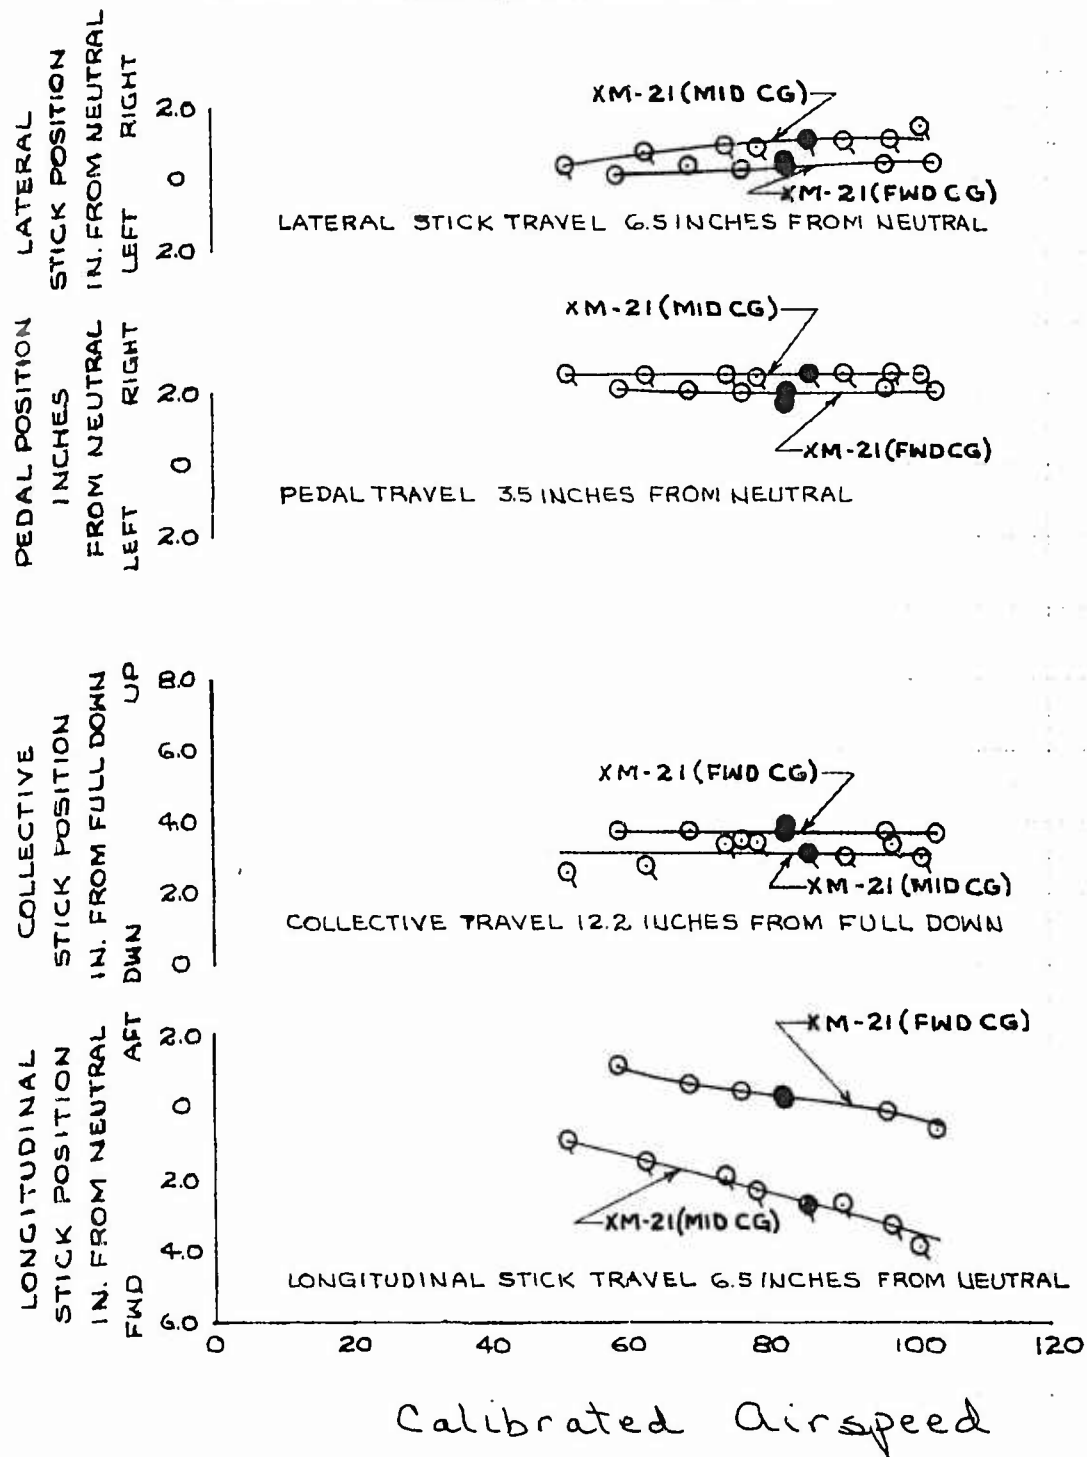 LATERAL
STICK POSITION
IN. FROM NEUTRAL
LEFT RIGHT
2.0
0
2.0
XM-21(MID CG)
XM-21(FWD CG)
LATERAL STICK TRAVEL 6.5 INCHES FROM NEUTRAL
PEDAL POSITION
INCHES
FROM NEUTRAL
LEFT RIGHT
2.0
0
2.0
XM-21(MID CG)
XM-21(FWD CG)
PEDAL TRAVEL 3.5 INCHES FROM NEUTRAL
COLLECTIVE
STICK POSITION
IN. FROM FULL DOWN
DWN UP
8.0
6.0
4.0
2.0
0
XM-21(FWD CG)
XM-21(MID CG)
COLLECTIVE TRAVEL 12.2 INCHES FROM FULL DOWN
LONGITUDINAL
STICK POSITION
IN. FROM NEUTRAL
FWD AFT
2.0
0
2.0
4.0
6.0
XM-21(FWD CG)
XM-21(MID CG)
LONGITUDINAL STICK TRAVEL 6.5 INCHES FROM NEUTRAL
0 20 40 60 80 100 120
Calibrated Airspeed